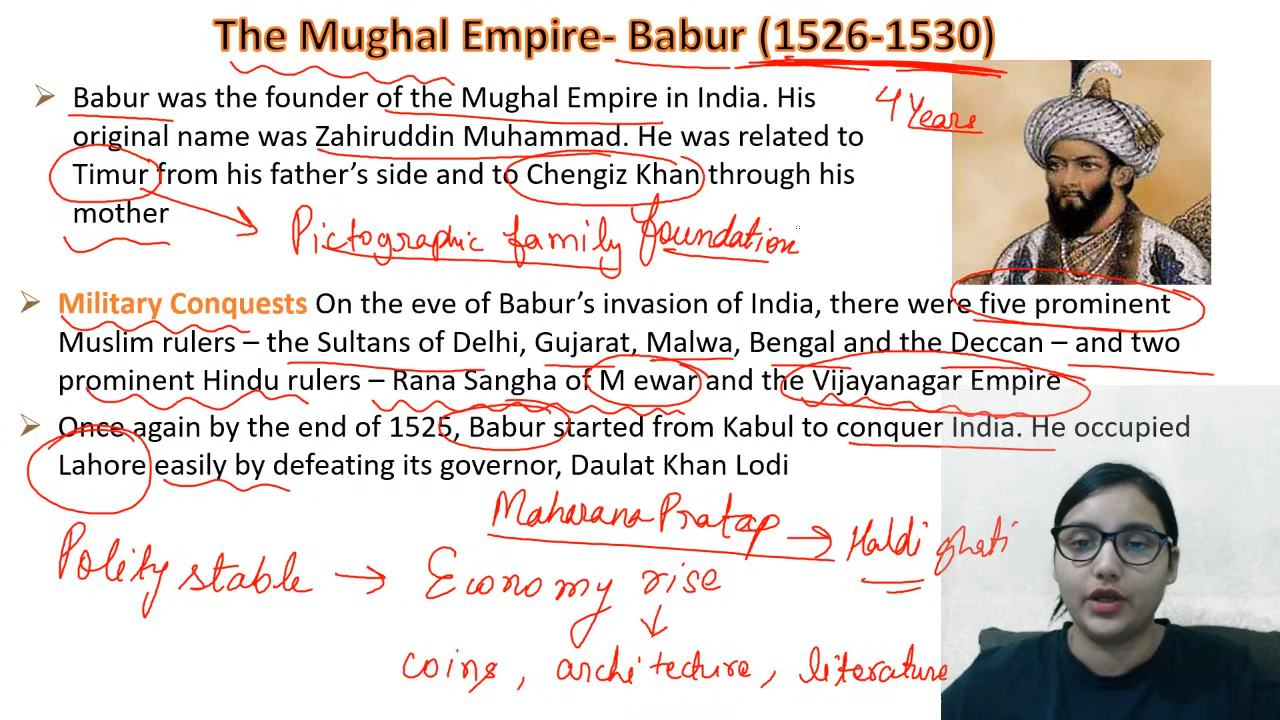 The Mughal Empire- Babur (1526-1530)
4 Years
➢ Babur was the founder of the Mughal Empire in India. His
original name was Zahiruddin Muhammad. He was related to
Timur from his father’s side and to Chengiz Khan through his
mother
Pictographic family foundation
➢ Military Conquests On the eve of Babur’s invasion of India, there were five prominent
Muslim rulers – the Sultans of Delhi, Gujarat, Malwa, Bengal and the Deccan – and two
prominent Hindu rulers – Rana Sangha of M ewar and the Vijayanagar Empire
➢ Once again by the end of 1525, Babur started from Kabul to conquer India. He occupied
Lahore easily by defeating its governor, Daulat Khan Lodi
Maharana Pratap → Haldi ghati
Polity stable → Economy rise
↓
coins, architecture, literature